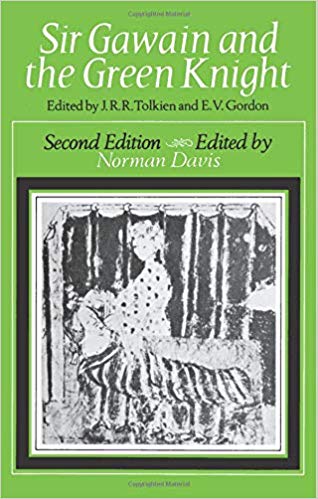 Sir Gawain and
the Green Knight
Edited by J.R.R.Tolkien and E.V. Gordon
Second Edition Edited by
Norman Davis